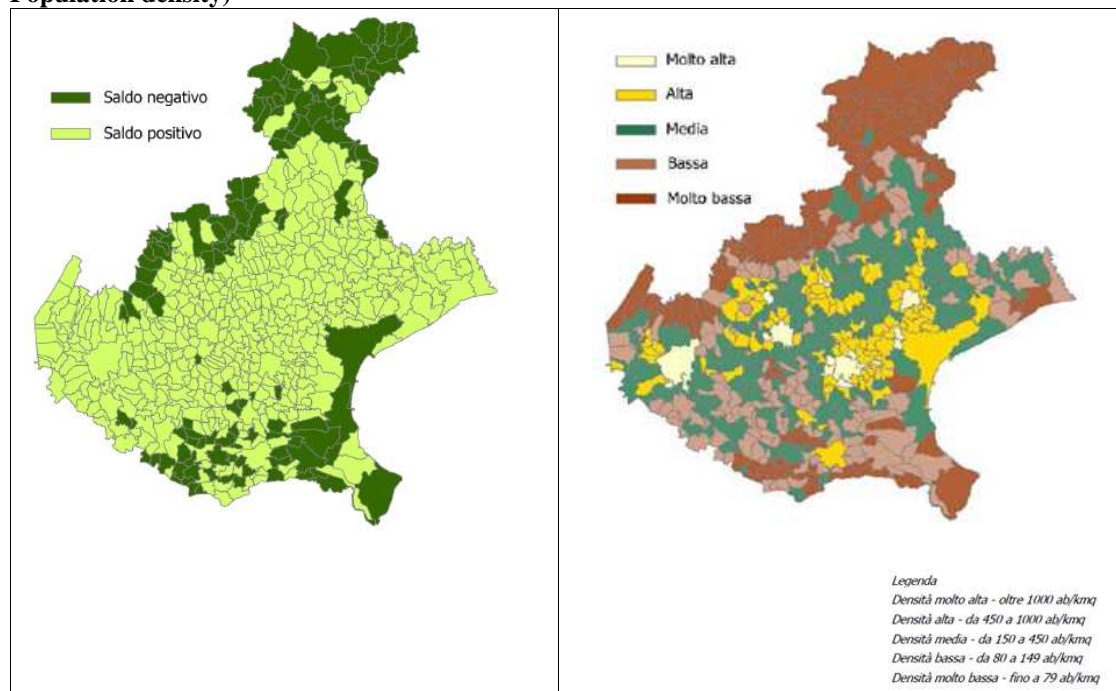 Population density)
Saldo negativo
Saldo positivo
Molto alta
Alta
Media
Bassa
Molto bassa
Legenda
Densità molto alta - oltre 1000 ab/kmq
Densità alta - da 450 a 1000 ab/kmq
Densità media - da 150 a 450 ab/kmq
Densità bassa - da 80 a 149 ab/kmq
Densità molto bassa - fino a 79 ab/kmq